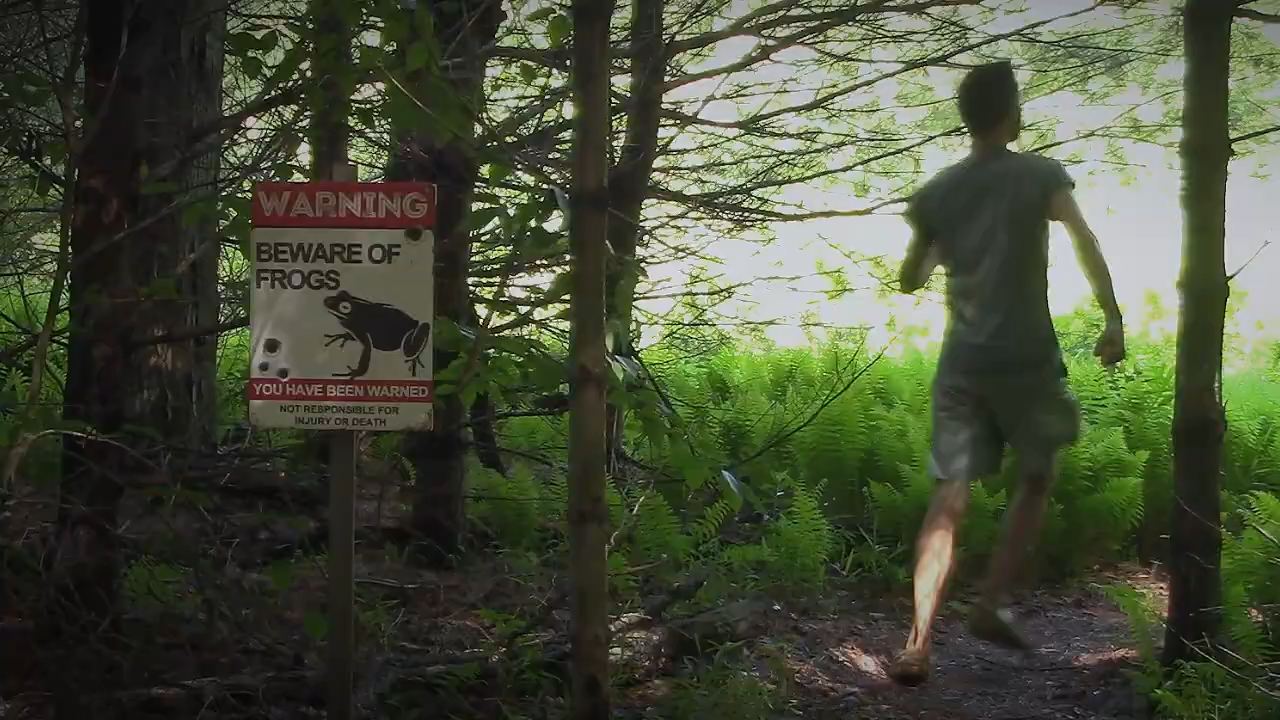 WARNING
BEWARE OF
FROGS
YOU HAVE BEEN WARNED
NOT RESPONSIBLE FOR
INJURY OR DEATH